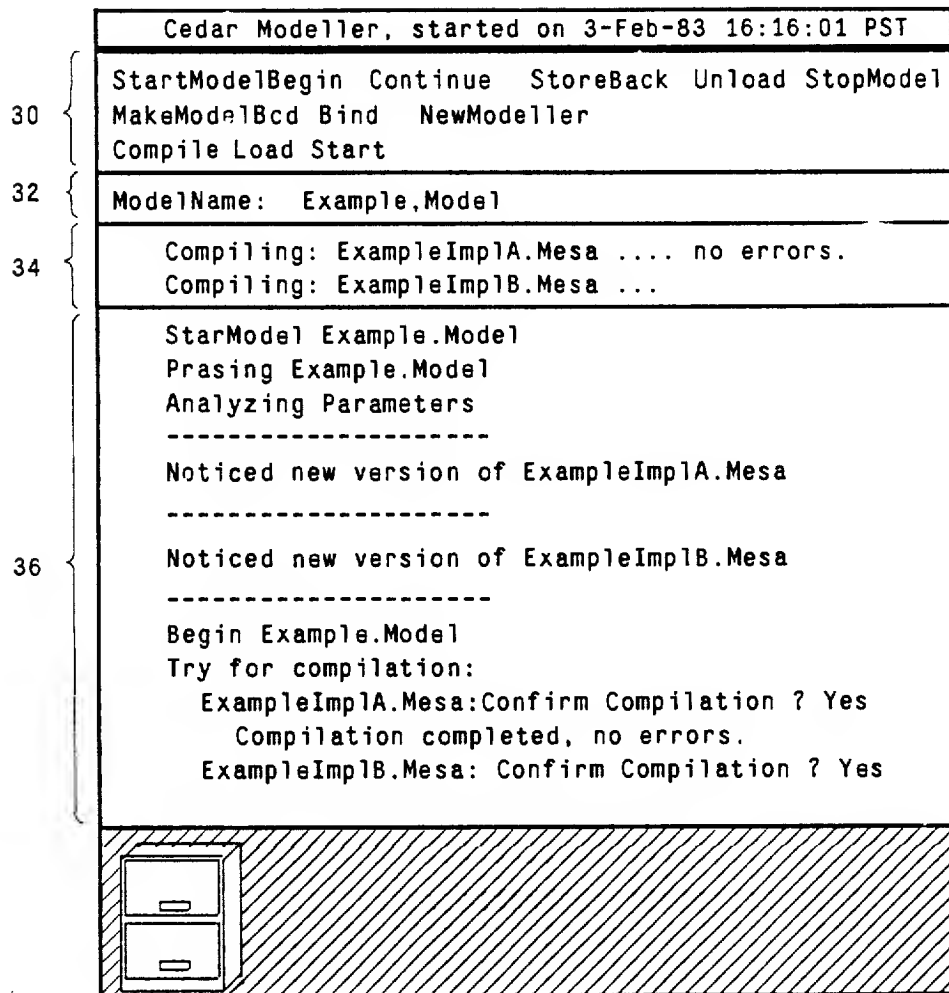 Cedar Modeller, started on 3-Feb-83 16:16:01 PST
30
StartModelBegin Continue StoreBack Unload StopModel
MakeModelBcd Bind NewModeller
Compile Load Start
32
ModelName: Example,Model
34
Compiling: ExampleImplA.Mesa .... no errors.
Compiling: ExampleImplB.Mesa ...
36
StarModel Example.Model
Prasing Example.Model
Analyzing Parameters
---------------------
Noticed new version of ExampleImplA.Mesa
---------------------
Noticed new version of ExampleImplB.Mesa
---------------------
Begin Example.Model
Try for compilation:
ExampleImplA.Mesa:Confirm Compilation ? Yes
Compilation completed, no errors.
ExampleImplB.Mesa: Confirm Compilation ? Yes